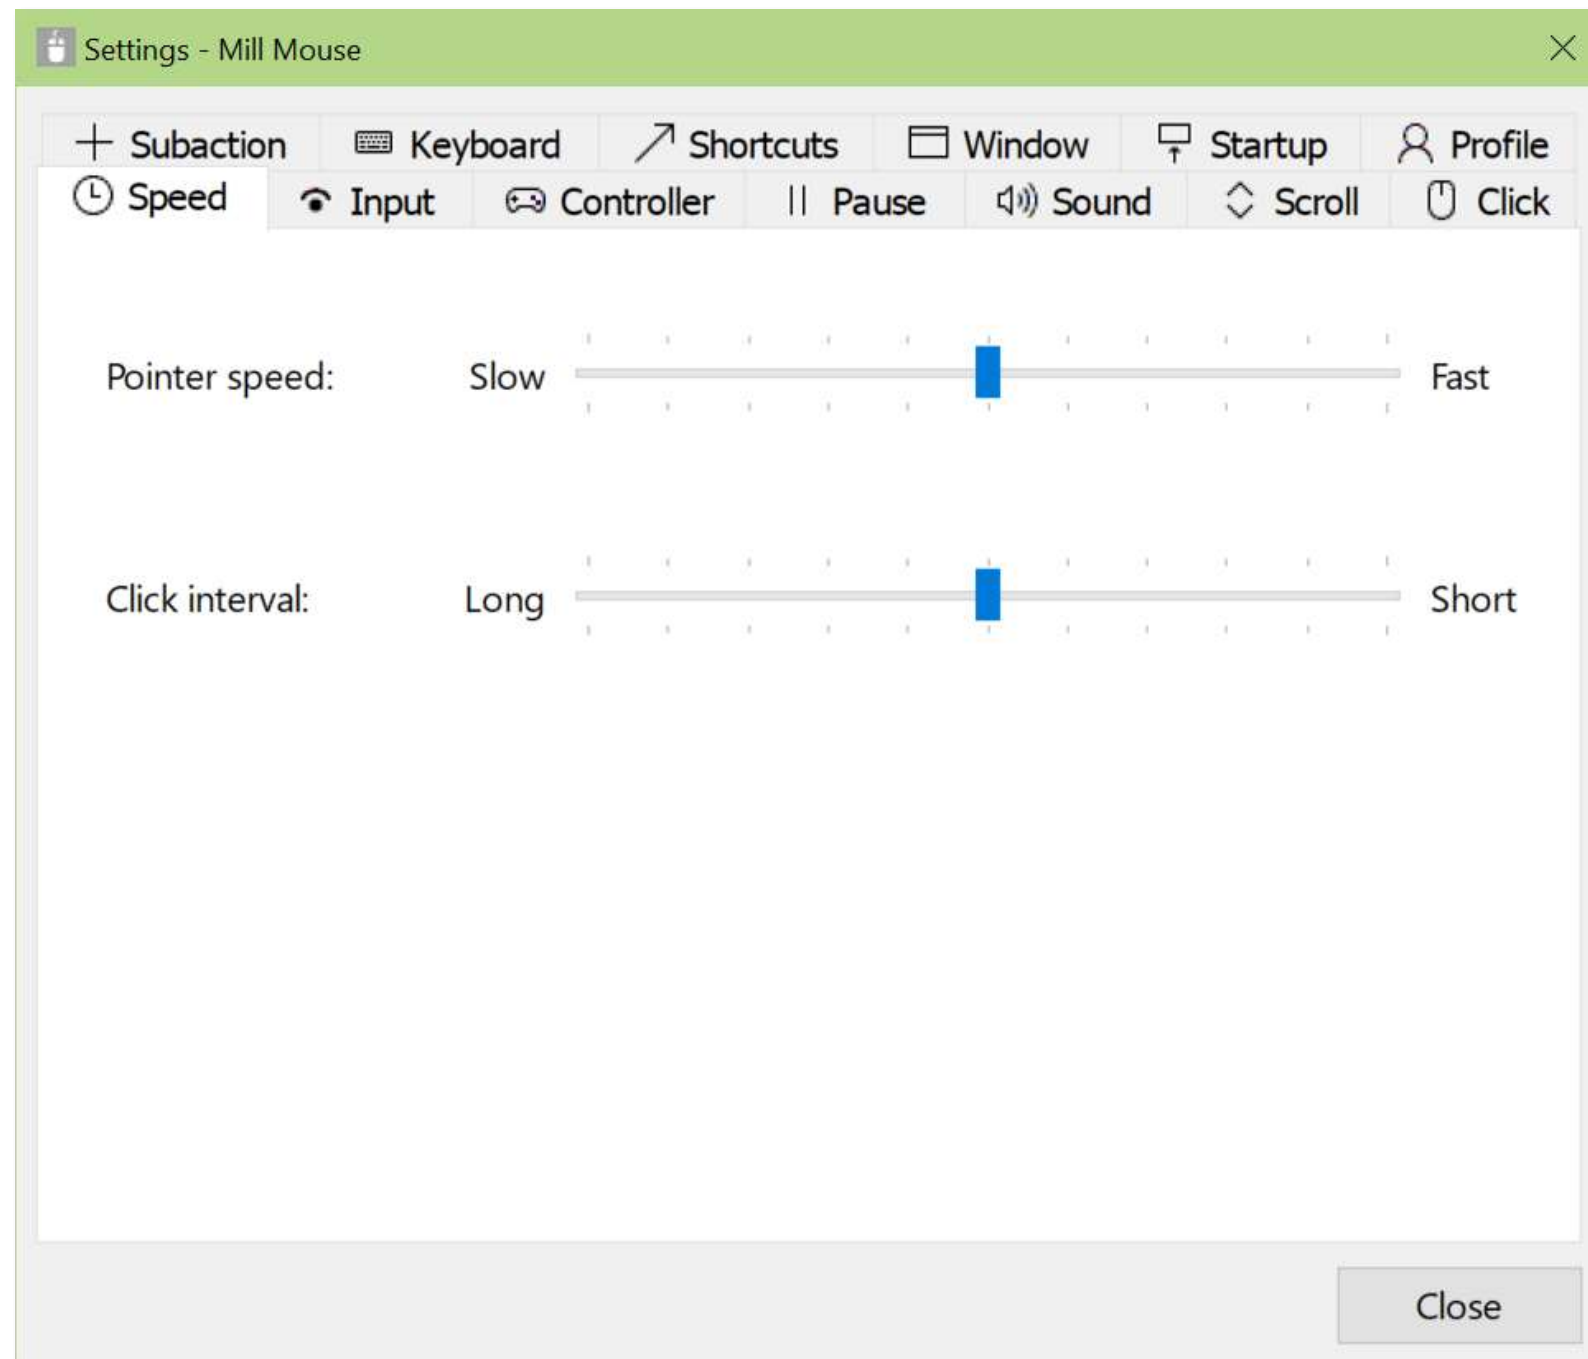 Settings - Mill Mouse
Subaction Keyboard Shortcuts Window Startup Profile
Speed Input Controller Pause Sound Scroll Click
Pointer speed: Slow Fast
Click interval: Long Short
Close